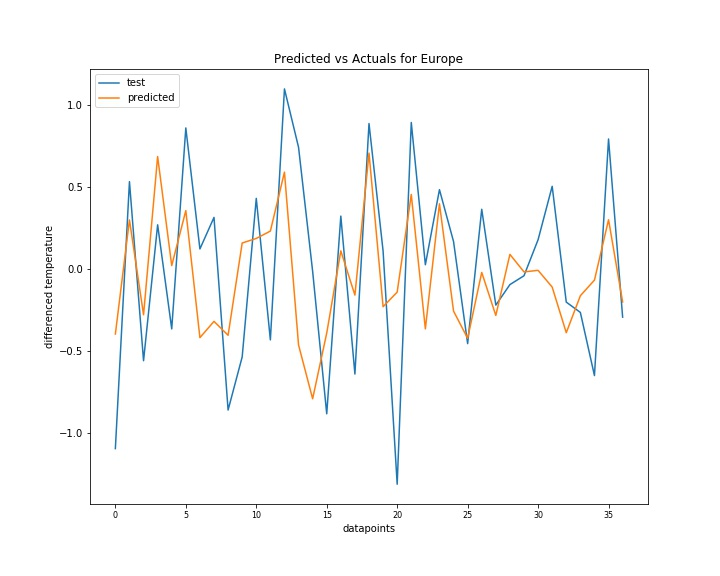 Predicted vs Actuals for Europe
test
predicted
1.0
0.5
0.0
−0.5
−1.0
differenced temperature
0 5 10 15 20 25 30 35
datapoints